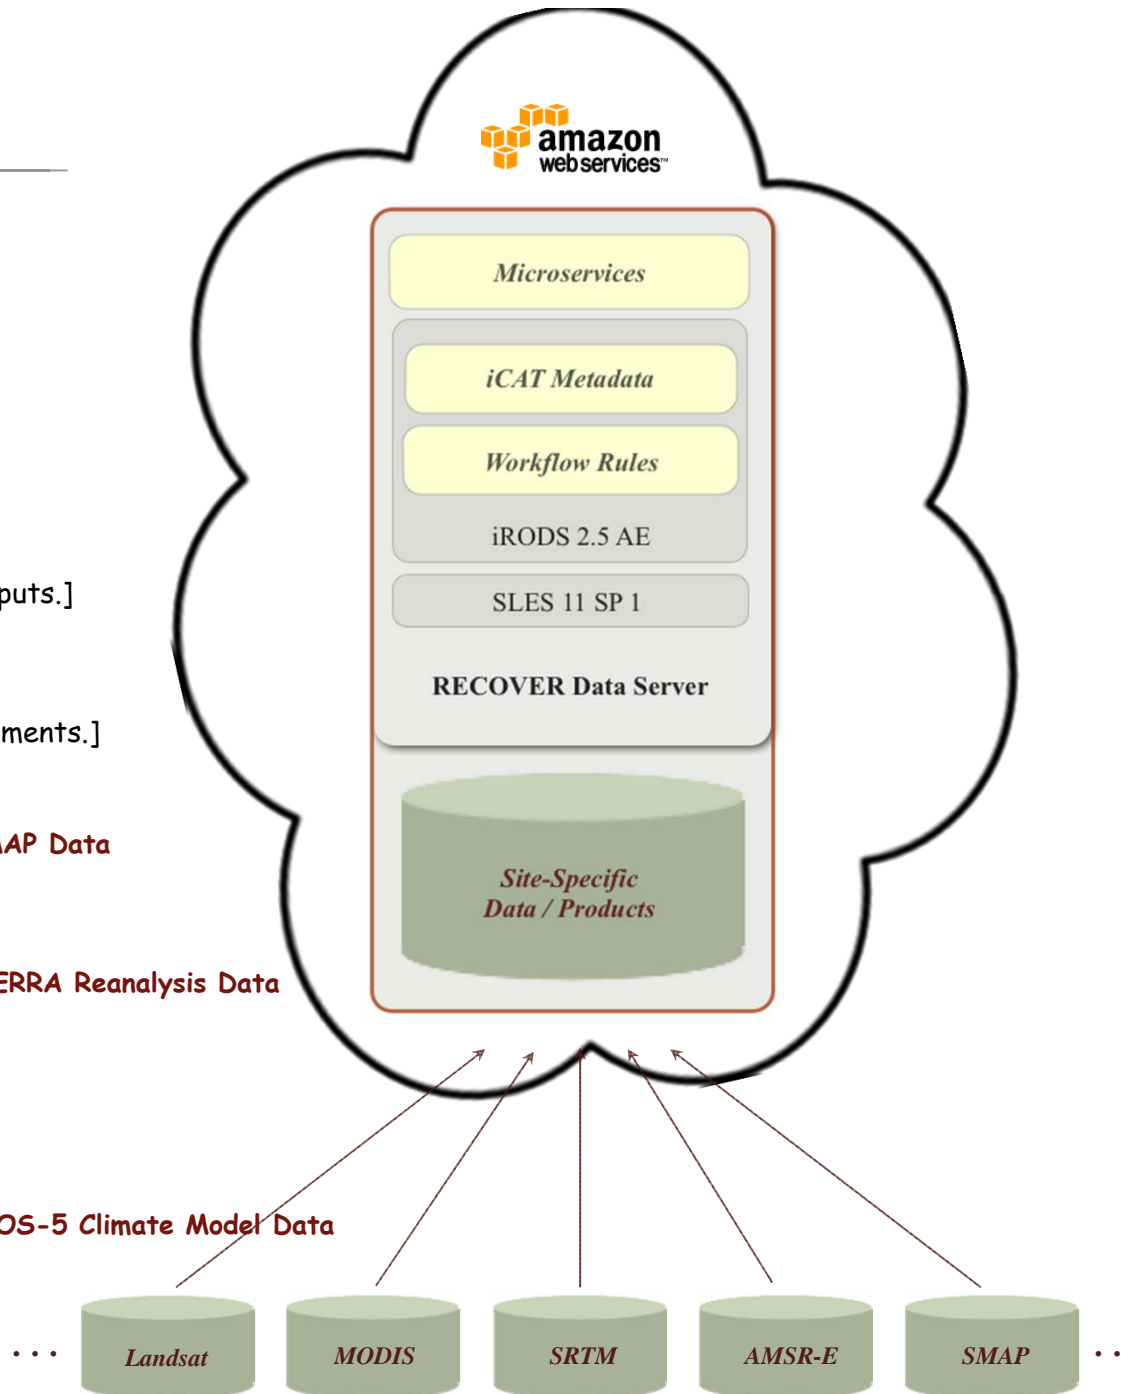 amazon
webservices™
Microservices
iCAT Metadata
Workflow Rules
iRODS 2.5 AE
SLES 11 SP 1
RECOVER Data Server
Site-Specific
Data / Products
puts.]
ments.]
AP Data
ERRA Reanalysis Data
OS-5 Climate Model Data
... Landsat MODIS SRTM AMSR-E SMAP ..